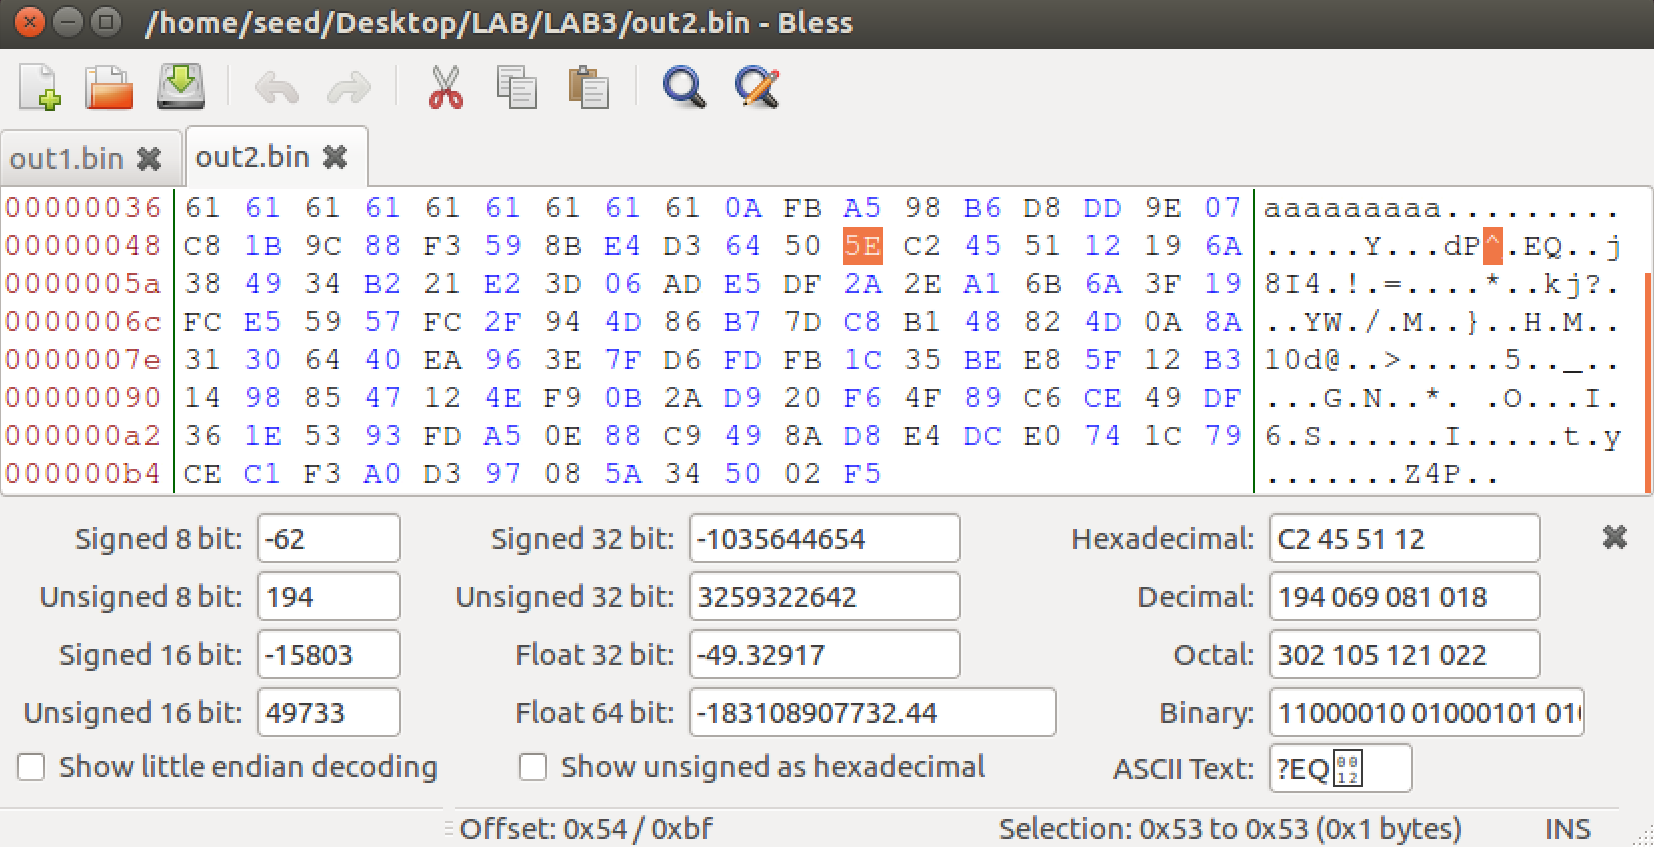 /home/seed/Desktop/LAB/LAB3/out2.bin - Bless
out1.bin out2.bin
00000036 61 61 61 61 61 61 61 61 61 0A FB A5 98 B6 D8 DD 9E 07 aaaaaaaaa.........
00000048 C8 1B 9C 88 F3 59 8B E4 D3 64 50 5E C2 45 51 12 19 6A .....Y...dP^.EQ..j
0000005a 38 49 34 B2 21 E2 3D 06 AD E5 DF 2A 2E A1 6B 6A 3F 19 8I4.!.=....*..kj?.
0000006c FC E5 59 57 FC 2F 94 4D 86 B7 7D C8 B1 48 82 4D 0A 8A ..YW./.M..}..H.M..
0000007e 31 30 64 40 EA 96 3E 7F D6 FD FB 1C 35 BE E8 5F 12 B3 10d@..>.....5.._..
00000090 14 98 85 47 12 4E F9 0B 2A D9 20 F6 4F 89 C6 CE 49 DF ...G.N..*. .O...I.
000000a2 36 1E 53 93 FD A5 0E 88 C9 49 8A D8 E4 DC E0 74 1C 79 6.S......I.....t.y
000000b4 CE C1 F3 A0 D3 97 08 5A 34 50 02 F5 .......Z4P..
Signed 8 bit: -62 Signed 32 bit: -1035644654 Hexadecimal: C2 45 51 12
Unsigned 8 bit: 194 Unsigned 32 bit: 3259322642 Decimal: 194 069 081 018
Signed 16 bit: -15803 Float 32 bit: -49.32917 Octal: 302 105 121 022
Unsigned 16 bit: 49733 Float 64 bit: -183108907732.44 Binary: 11000010 01000101 01
Show little endian decoding Show unsigned as hexadecimal ASCII Text: ?EQ
Offset: 0x54 / 0xbf Selection: 0x53 to 0x53 (0x1 bytes) INS